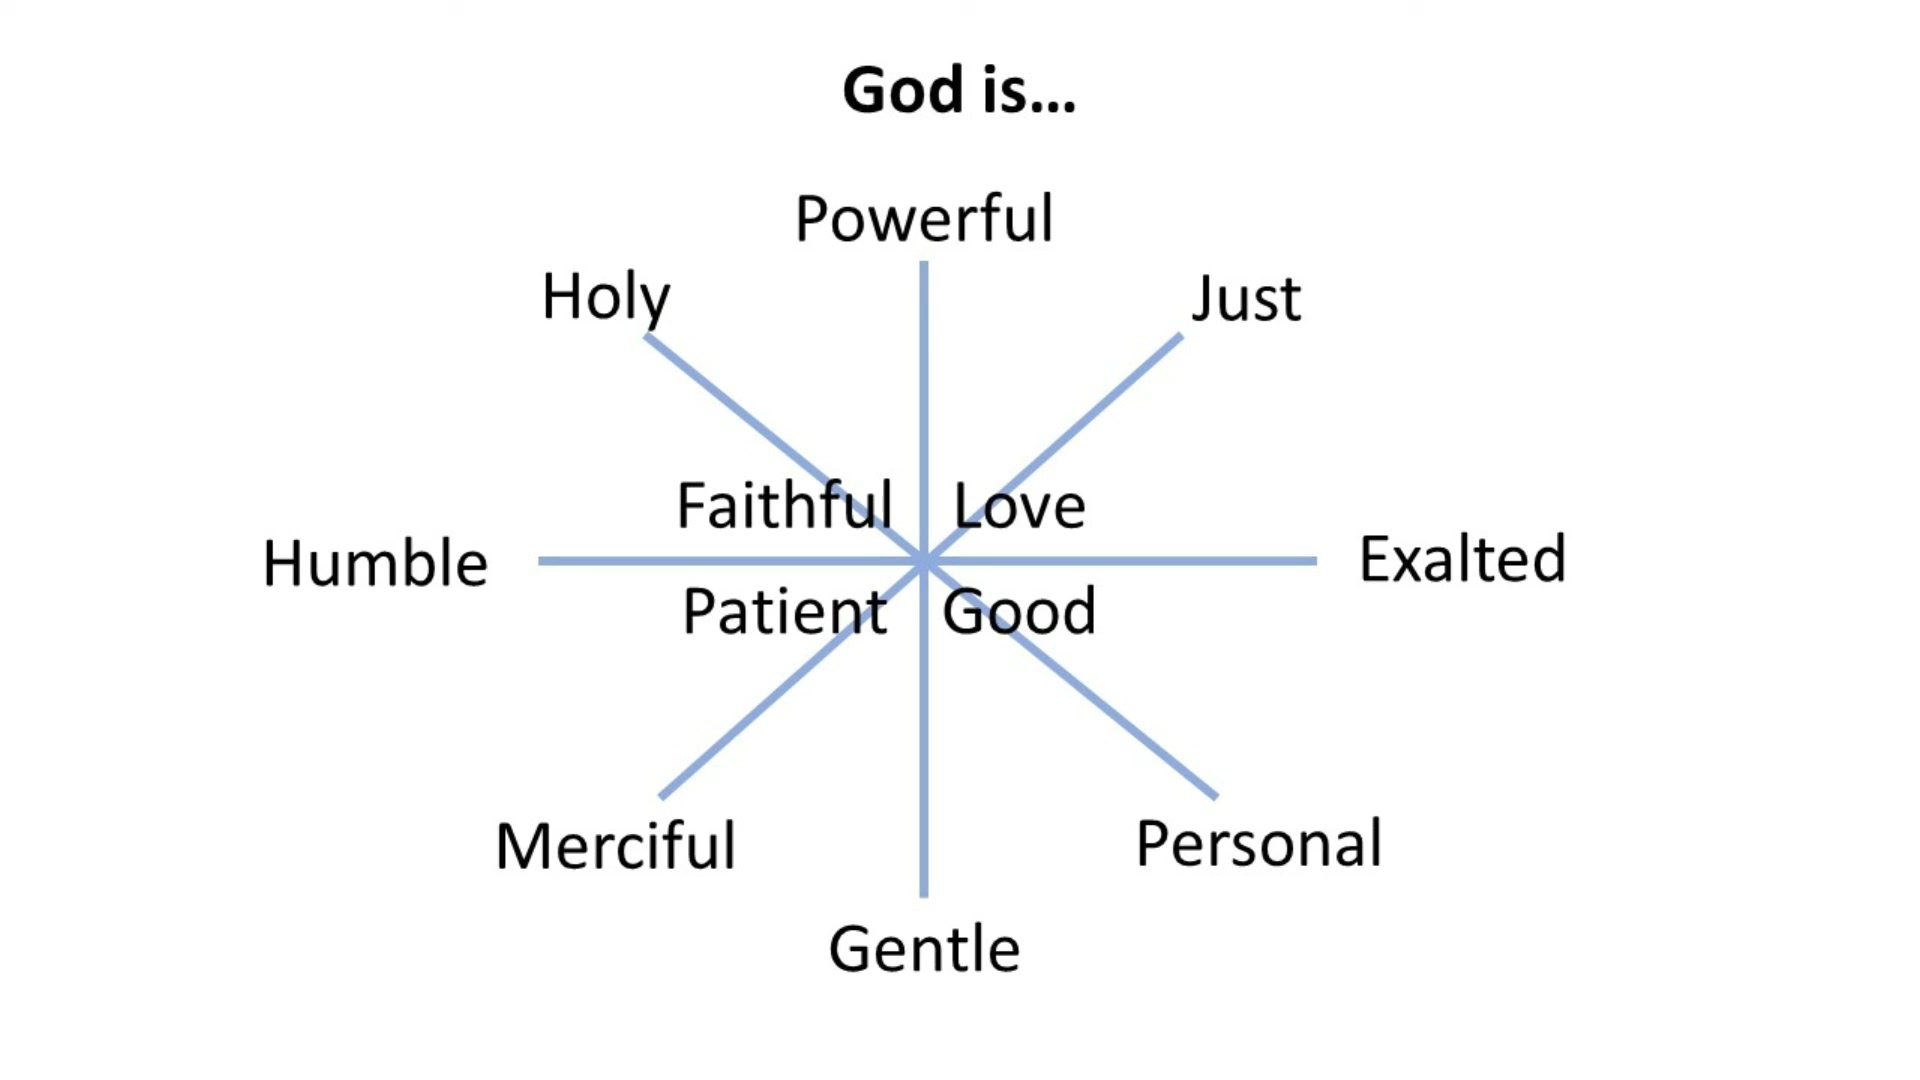 God is...
Powerful
Holy
Just
Faithful
Love
Humble
Exalted
Patient
Good
Merciful
Personal
Gentle